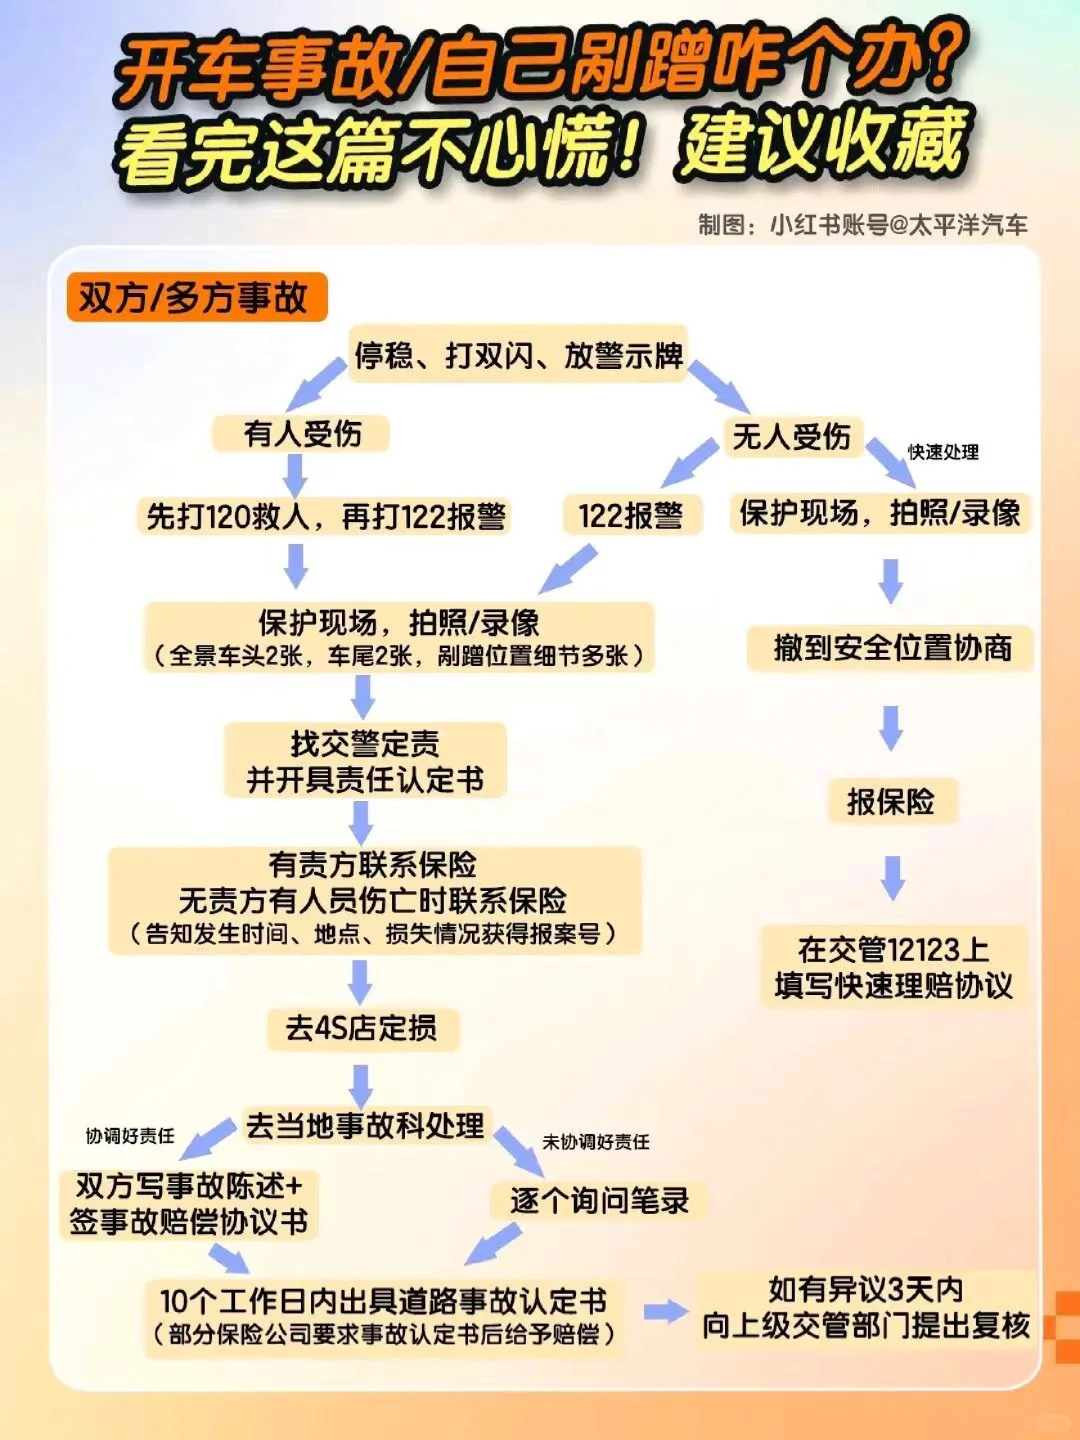 开车事故/自己剐蹭咋个办？
看完这篇不心慌！建议收藏
制图：小红书账号@太平洋汽车
双方/多方事故
停稳、打双闪、放警示牌
有人受伤
无人受伤
快速处理
先打120救人，再打122报警
122报警
保护现场，拍照/录像
保护现场，拍照/录像
（全景车头2张，车尾2张，剐蹭位置细节多张）
撤到安全位置协商
找交警定责
并开具责任认定书
报保险
有责方联系保险
无责方有人员伤亡时联系保险
（告知发生时间、地点、损失情况获得报案号）
在交管12123上
填写快速理赔协议
去4S店定损
去当地事故科处理
协调好责任
未协调好责任
双方写事故陈述+
签事故赔偿协议书
逐个询问笔录
10个工作日内出具道路事故认定书
（部分保险公司要求事故认定书后给予赔偿）
如有异议3天内
向上级交管部门提出复核